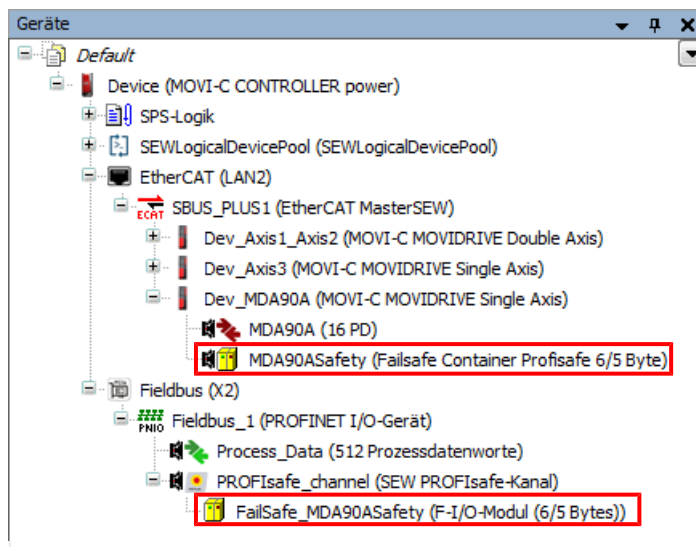 Geräte
Default
Device (MOVI-C CONTROLLER power)
SPS-Logik
SEWLogicalDevicePool (SEWLogicalDevicePool)
EtherCAT (LAN2)
ECAT
SBUS_PLUS1 (EtherCAT MasterSEW)
Dev_Axis1_Axis2 (MOVI-C MOVIDRIVE Double Axis)
Dev_Axis3 (MOVI-C MOVIDRIVE Single Axis)
Dev_MDA90A (MOVI-C MOVIDRIVE Single Axis)
MDA90A (16 PD)
MDA90ASafety (Failsafe Container Profisafe 6/5 Byte)
Fieldbus (X2)
PNIO
Fieldbus_1 (PROFINET I/O-Gerät)
Process_Data (512 Prozessdatenworte)
PROFIsafe_channel (SEW PROFIsafe-Kanal)
FailSafe_MDA90ASafety (F-I/O-Modul (6/5 Bytes))